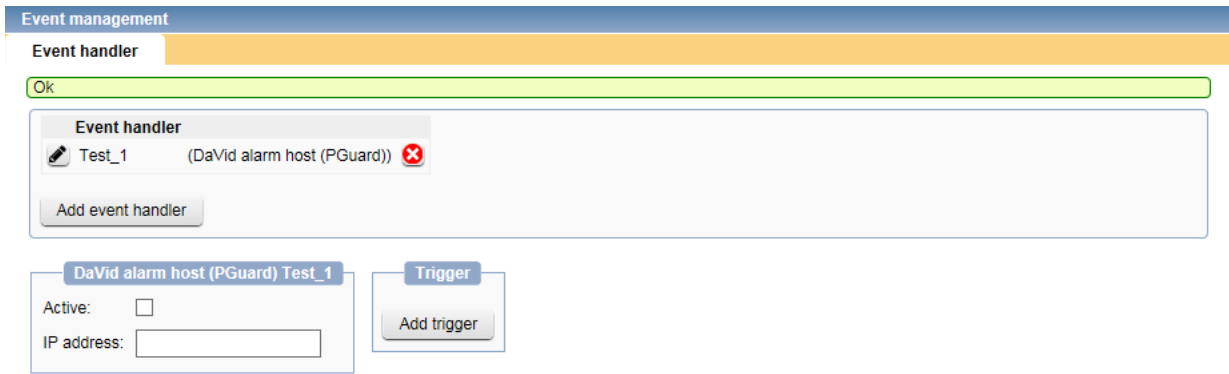 Event management
Event handler
Ok
Event handler
Test_1 (DaVid alarm host (PGuard))
Add event handler
DaVid alarm host (PGuard) Test_1
Active:
IP address:
Trigger
Add trigger